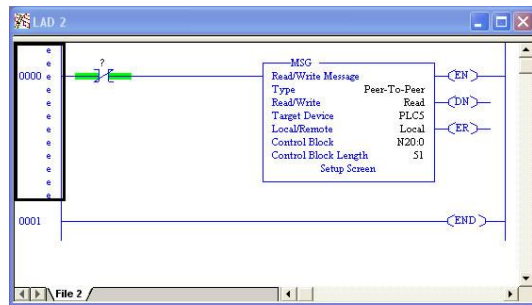 LAD 2
e
e
0000 e
e
e
e
e
e
e
e
e
?
MSG
Read/Write Message
Type Peer-To-Peer
Read/Write Read
Target Device PLC5
Local/Remote Local
Control Block N20:0
Control Block Length 51
Setup Screen
EN
DN
ER
0001
END
File 2